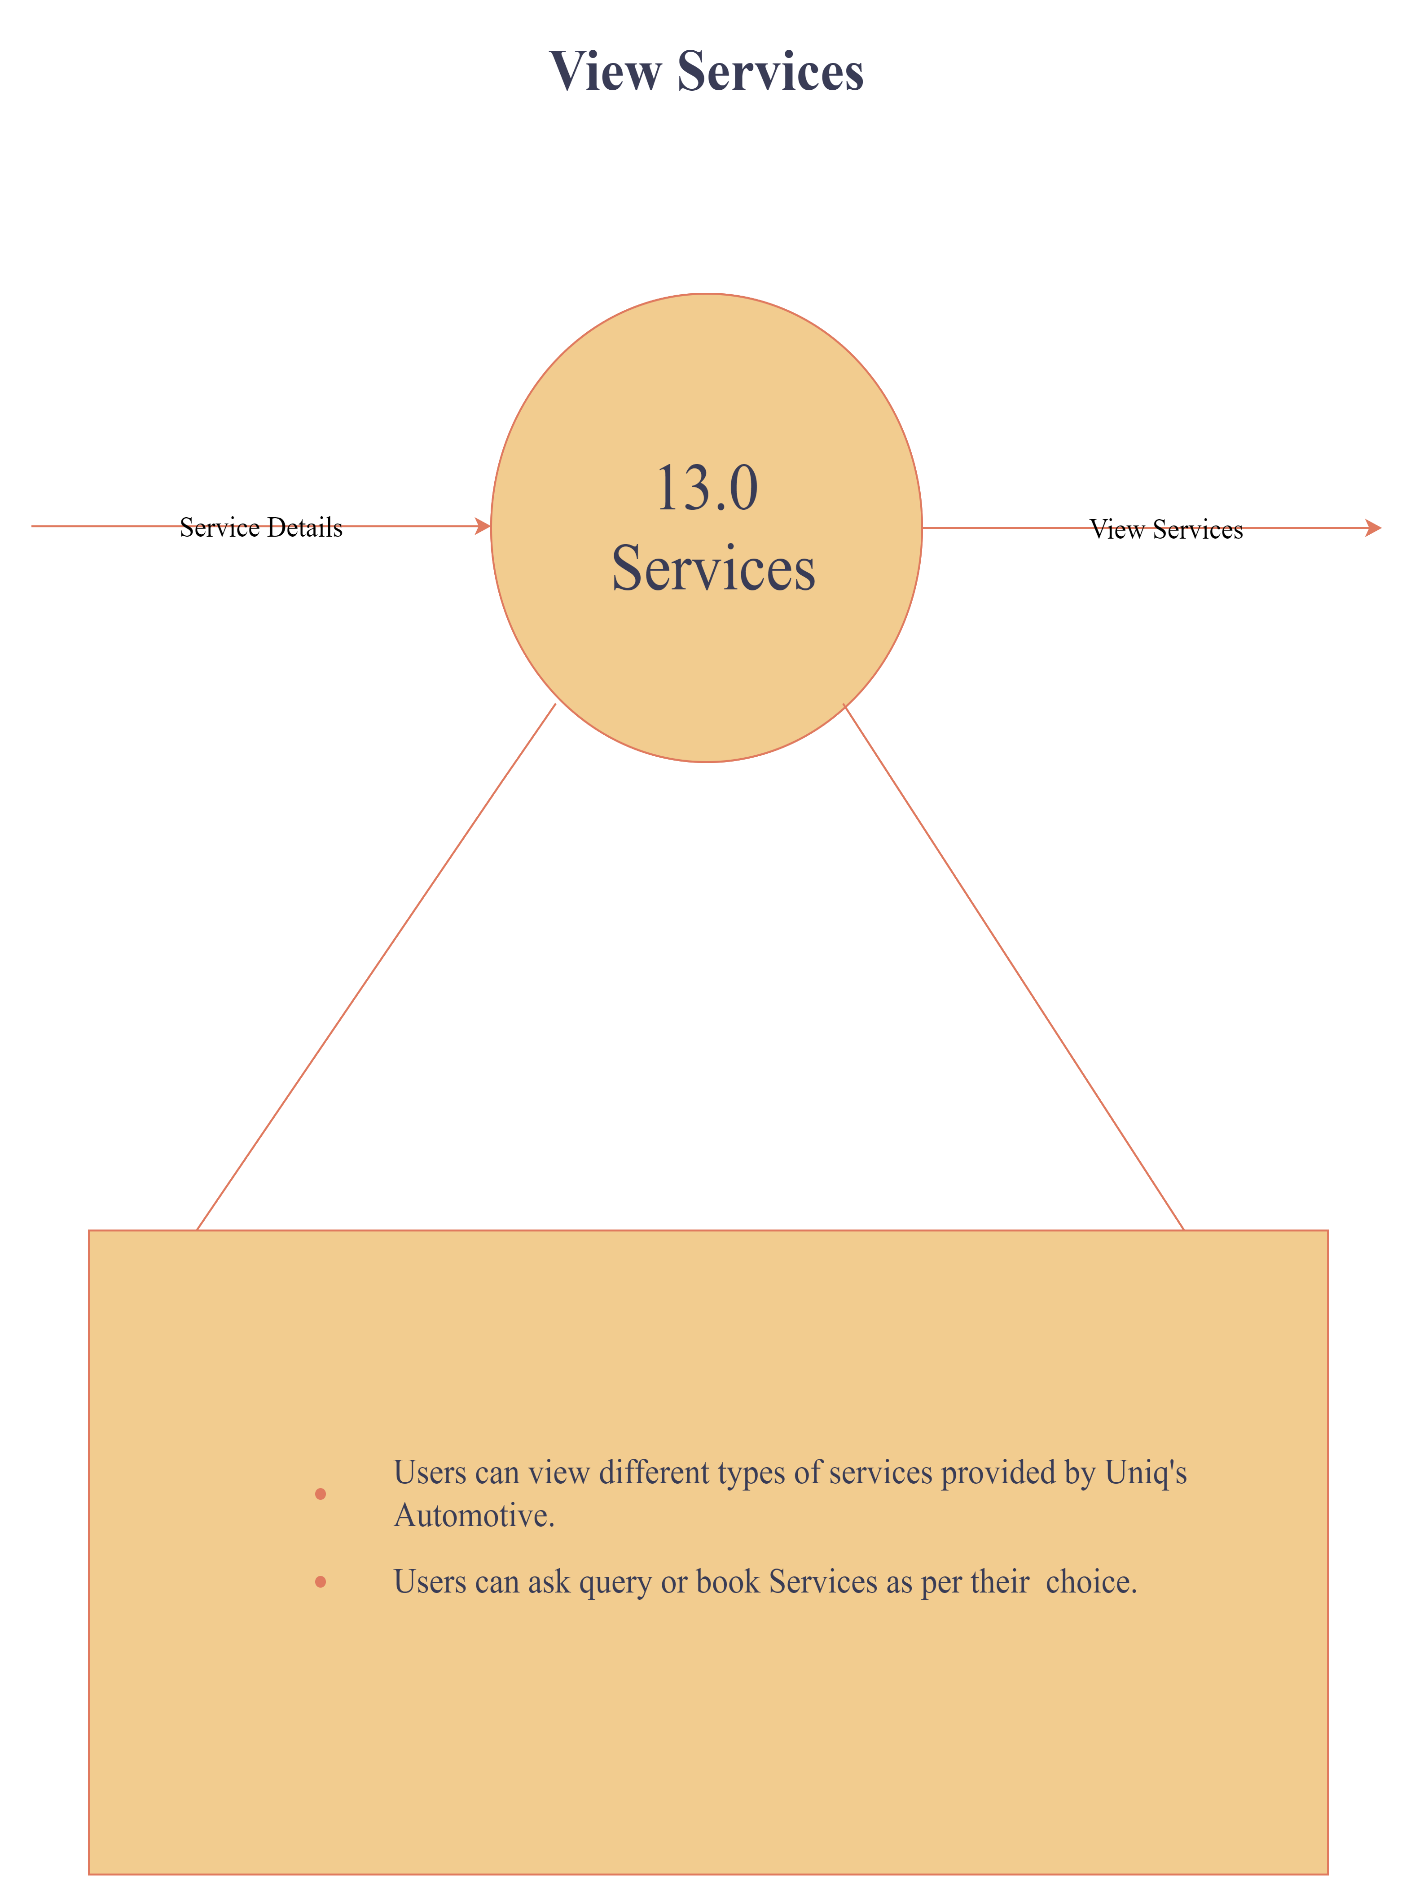 View Services
13.0
Services
Service Details
View Services
Users can view different types of services provided by Uniq's
Automotive.
Users can ask query or book Services as per their  choice.